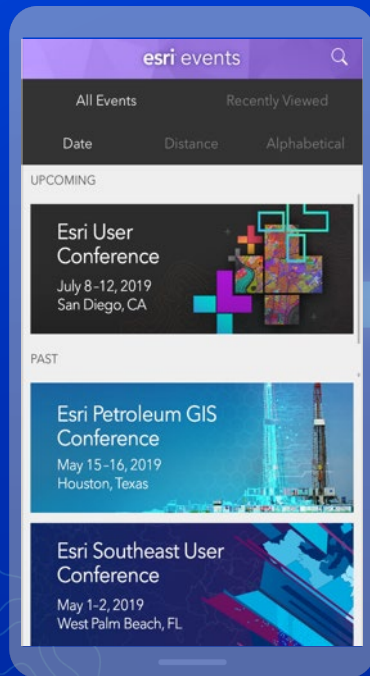 esri events
All Events Recently Viewed
Date Distance Alphabetical
UPCOMING
Esri User
Conference
July 8-12, 2019
San Diego, CA
PAST
Esri Petroleum GIS
Conference
May 15-16, 2019
Houston, Texas
Esri Southeast User
Conference
May 1-2, 2019
West Palm Beach, FL